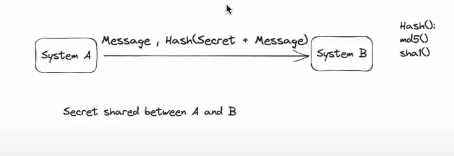 System A
Message , Hash(Secret + Message)
System B
Hash():
md5()
sha1()
Secret shared between A and B